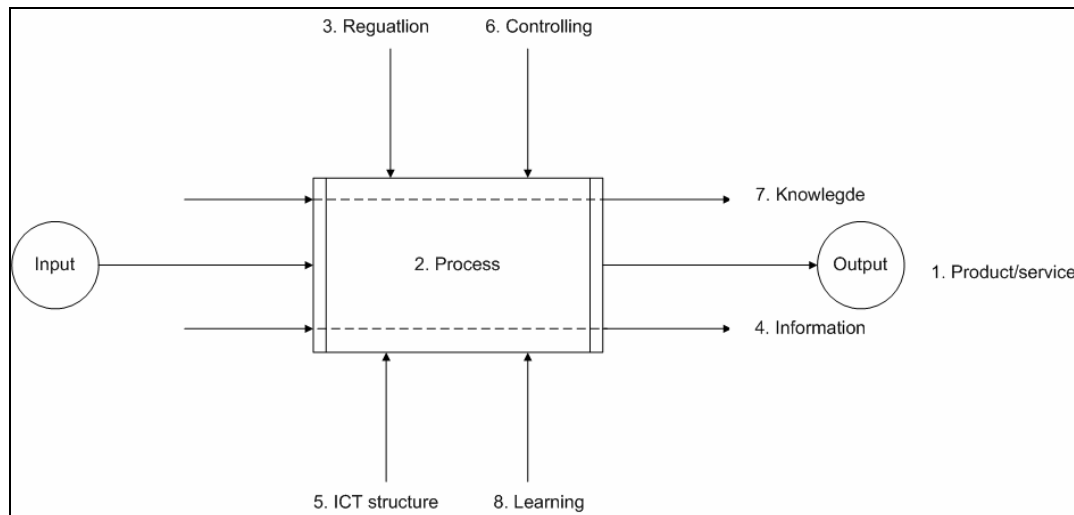 3. Reguatlion
6. Controlling
7. Knowlegde
Input
2. Process
Output
1. Product/service
4. Information
5. ICT structure
8. Learning